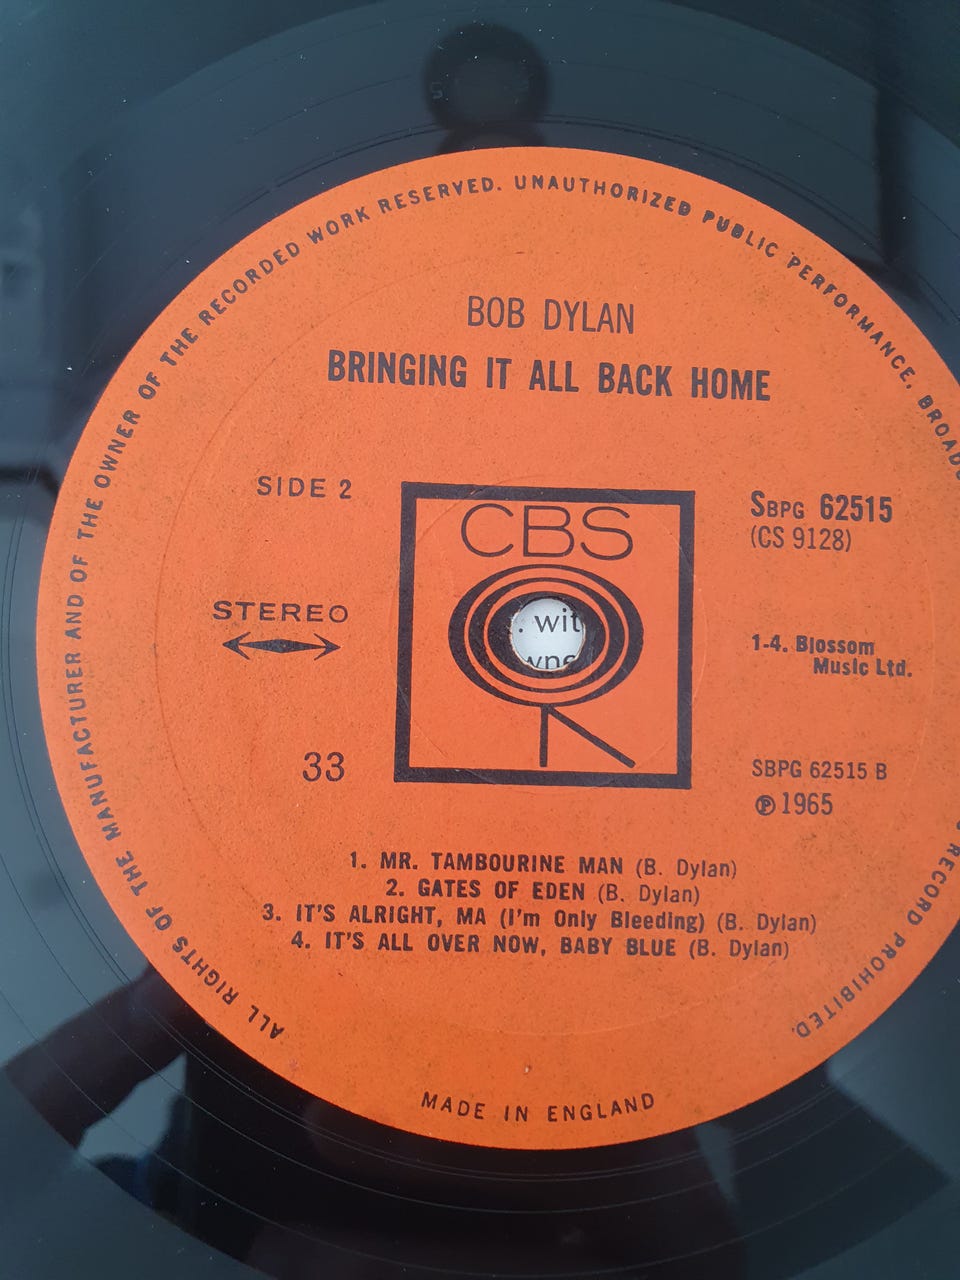 ALL RIGHTS OF THE MANUFACTURER AND OF THE OWNER OF THE RECORDED WORK RESERVED. UNAUTHORIZED PUBLIC PERFORMANCE, BROADC
RECORD PROHIBITED.
BOB DYLAN
BRINGING IT ALL BACK HOME
SIDE 2
CBS
SBPG 62515
(CS 9128)
STEREO
. wit
1-4. Blossom
Music Ltd.
33
SBPG 62515 B
℗ 1965
1. MR. TAMBOURINE MAN (B. Dylan)
2. GATES OF EDEN (B. Dylan)
3. IT'S ALRIGHT, MA (I'm Only Bleeding) (B. Dylan)
4. IT'S ALL OVER NOW, BABY BLUE (B. Dylan)
MADE IN ENGLAND